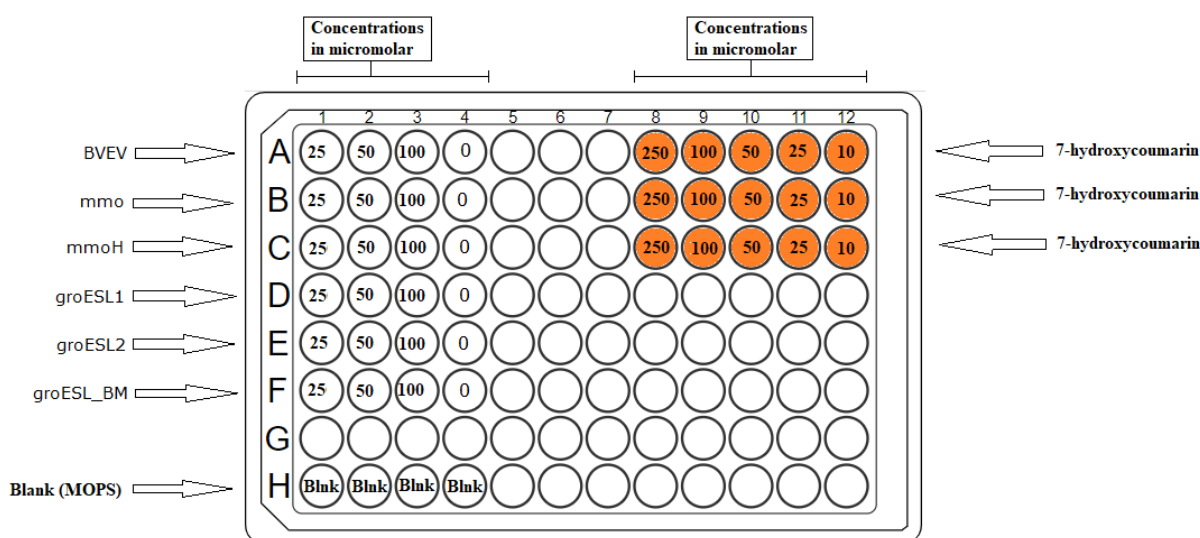 Concentrations
in micromolar
Concentrations
in micromolar
1 2 3 4 5 6 7 8 9 10 11 12
BVEV A 25 50 100 0 250 100 50 25 10 7-hydroxycoumarin
mmo B 25 50 100 0 250 100 50 25 10 7-hydroxycoumarin
mmoH C 25 50 100 0 250 100 50 25 10 7-hydroxycoumarin
groESL1 D 25 50 100 0
groESL2 E 25 50 100 0
groESL_BM F 25 50 100 0
G
Blank (MOPS) H Blnk Blnk Blnk Blnk